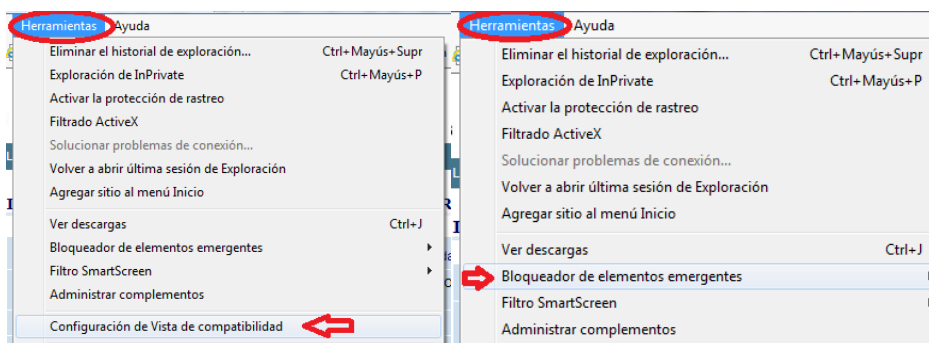 Herramientas Ayuda
Eliminar el historial de exploración... Ctrl+Mayús+Supr
Exploración de InPrivate Ctrl+Mayús+P
Activar la protección de rastreo
Filtrado ActiveX
Solucionar problemas de conexión...
Volver a abrir última sesión de Exploración
Agregar sitio al menú Inicio
Ver descargas Ctrl+J
Bloqueador de elementos emergentes
Filtro SmartScreen
Administrar complementos
Configuración de Vista de compatibilidad
Herramientas Ayuda
Eliminar el historial de exploración... Ctrl+Mayús+Supr
Exploración de InPrivate Ctrl+Mayús+P
Activar la protección de rastreo
Filtrado ActiveX
Solucionar problemas de conexión...
Volver a abrir última sesión de Exploración
Agregar sitio al menú Inicio
Ver descargas Ctrl+J
Bloqueador de elementos emergentes
Filtro SmartScreen
Administrar complementos